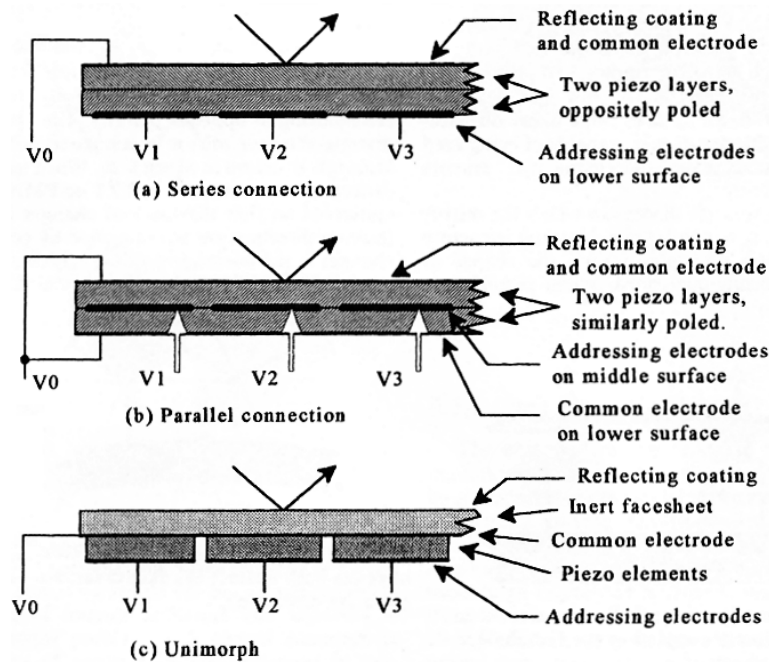 Reflecting coating
and common electrode
Two piezo layers,
oppositely poled
V0
V1
V2
V3
Addressing electrodes
on lower surface
(a) Series connection
Reflecting coating
and common electrode
Two piezo layers,
similarly poled.
V0
V1
V2
V3
Addressing electrodes
on middle surface
(b) Parallel connection
Common electrode
on lower surface
Reflecting coating
Inert facesheet
Common electrode
Piezo elements
V0
V1
V2
V3
Addressing electrodes
(c) Unimorph